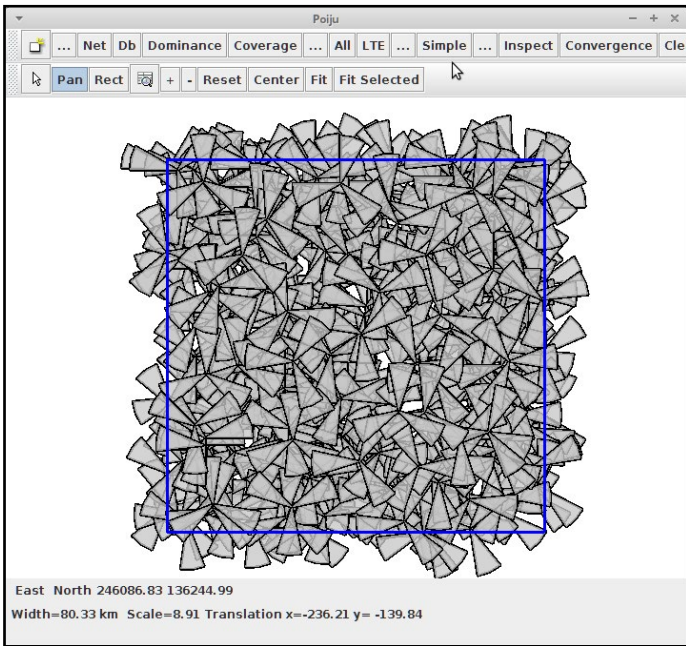 Poiju
... Net Db Dominance Coverage ... All LTE ... Simple ... Inspect Convergence Cle
Pan Rect + - Reset Center Fit Fit Selected
East North 246086.83 136244.99
Width=80.33 km Scale=8.91 Translation x=-236.21 y= -139.84